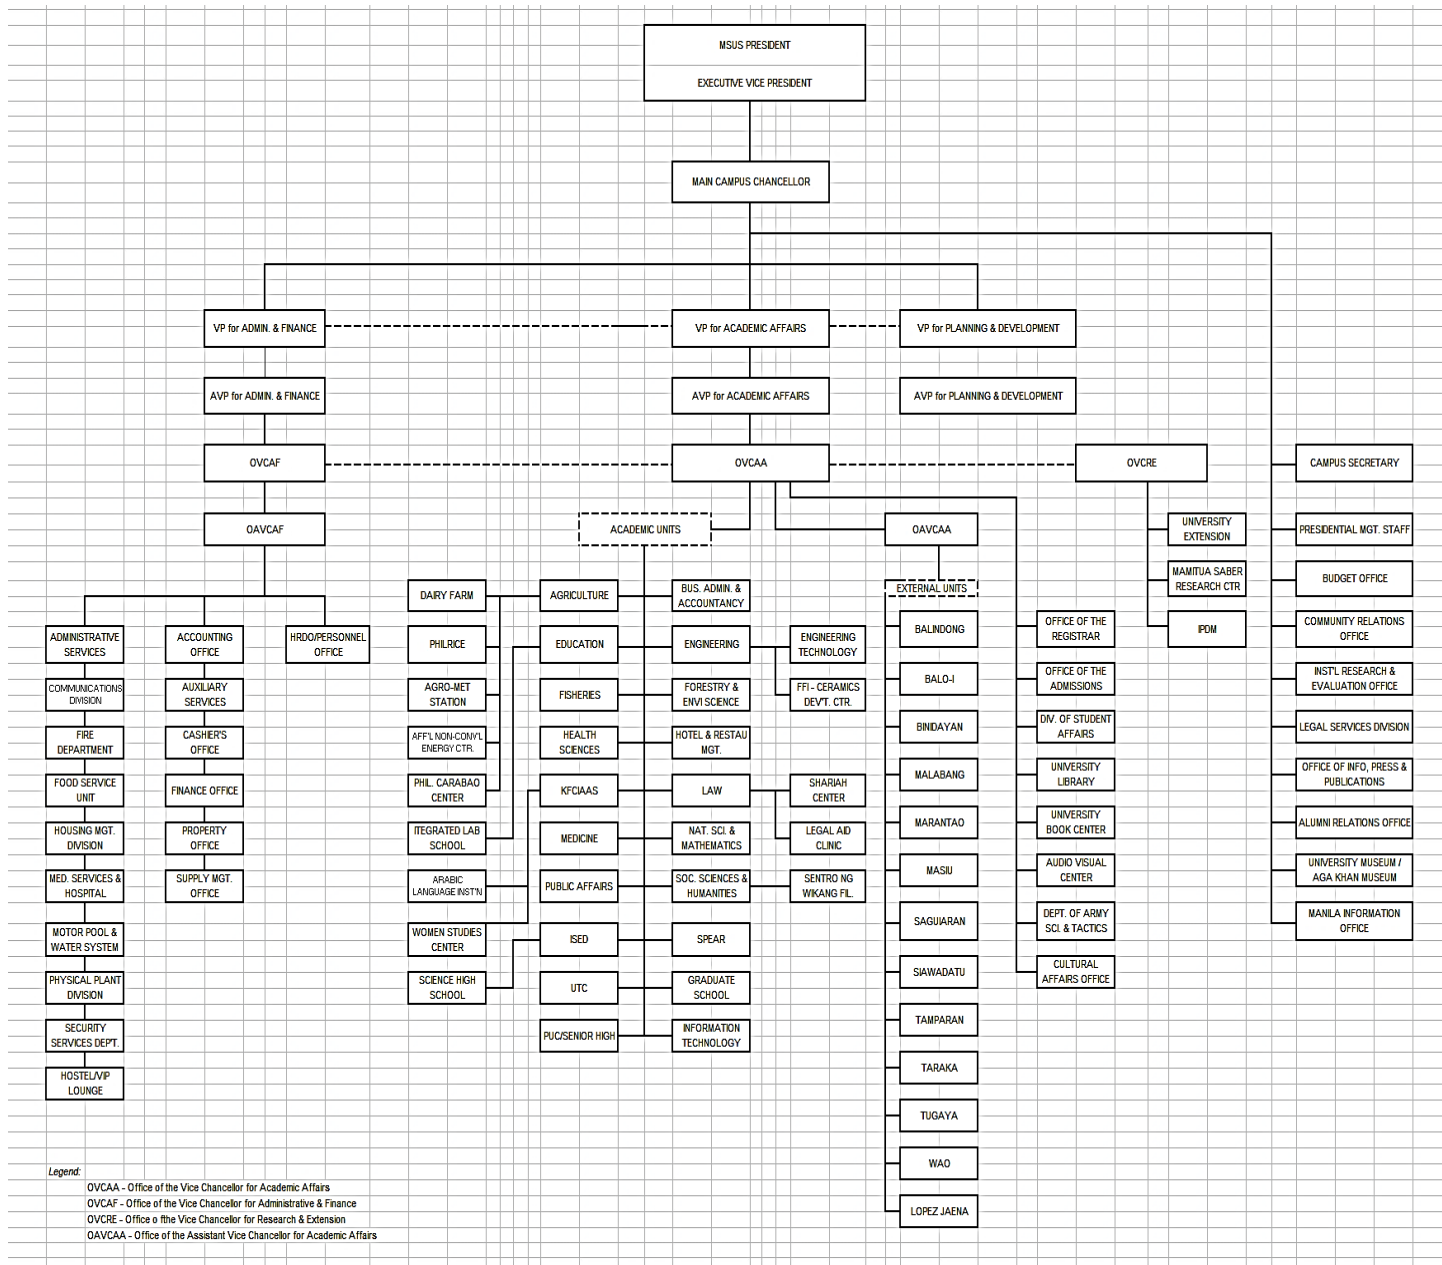 MSUS PRESIDENT
EXECUTIVE VICE PRESIDENT
MAIN CAMPUS CHANCELLOR
VP for ADMIN. & FINANCE
VP for ACADEMIC AFFAIRS
VP for PLANNING & DEVELOPMENT
AVP for ADMIN. & FINANCE
AVP for ACADEMIC AFFAIRS
AVP for PLANNING & DEVELOPMENT
OVCAF
OVCAA
OVCRE
OAVCAF
ACADEMIC UNITS
OAVCAA
EXTERNAL UNITS
ADMINISTRATIVE
SERVICES
COMMUNICATIONS
DIVISION
FIRE
DEPARTMENT
FOOD SERVICE
UNIT
HOUSING MGT.
DIVISION
MED. SERVICES &
HOSPITAL
MOTOR POOL &
WATER SYSTEM
PHYSICAL PLANT
DIVISION
SECURITY
SERVICES DEP'T.
HOSTEL/VIP
LOUNGE
ACCOUNTING
OFFICE
AUXILIARY
SERVICES
CASHIER'S
OFFICE
FINANCE OFFICE
PROPERTY
OFFICE
SUPPLY MGT.
OFFICE
HRDO/PERSONNEL
OFFICE
DAIRY FARM
PHILRICE
AGRO-MET
STATION
AFF'L NON-CONV'L
ENERGY CTR.
PHIL. CARABAO
CENTER
ITEGRATED LAB
SCHOOL
ARABIC
LANGUAGE INST'N
WOMEN STUDIES
CENTER
SCIENCE HIGH
SCHOOL
AGRICULTURE
EDUCATION
FISHERIES
HEALTH
SCIENCES
KFCIAAS
MEDICINE
PUBLIC AFFAIRS
ISED
UTC
PUC/SENIOR HIGH
BUS. ADMIN. &
ACCOUNTANCY
ENGINEERING
FORESTRY &
ENVI SCIENCE
HOTEL & RESTAU
MGT.
LAW
NAT. SCI. &
MATHEMATICS
SOC. SCIENCES &
HUMANITIES
SPEAR
GRADUATE
SCHOOL
INFORMATION
TECHNOLOGY
ENGINEERING
TECHNOLOGY
FFI - CERAMICS
DEV'T. CTR.
SHARIAH
CENTER
LEGAL AID
CLINIC
SENTRO NG
WIKANG FIL.
BALINDONG
BALO-I
BINIDAYAN
MALABANG
MARANTAO
MASIU
SAGUIARAN
SIAWADATU
TAMPARAN
TARAKA
TUGAYA
WAO
LOPEZ JAENA
OFFICE OF THE
REGISTRAR
OFFICE OF THE
ADMISSIONS
DIV. OF STUDENT
AFFAIRS
UNIVERSITY
LIBRARY
UNIVERSITY
BOOK CENTER
AUDIO VISUAL
CENTER
DEPT. OF ARMY
SCI. & TACTICS
CULTURAL
AFFAIRS OFFICE
UNIVERSITY
EXTENSION
MAMITUA SABER
RESEARCH CTR.
IPDM
CAMPUS SECRETARY
PRESIDENTIAL MGT. STAFF
BUDGET OFFICE
COMMUNITY RELATIONS
OFFICE
INST'L RESEARCH &
EVALUATION OFFICE
LEGAL SERVICES DIVISION
OFFICE OF INFO, PRESS &
PUBLICATIONS
ALUMNI RELATIONS OFFICE
UNIVERSITY MUSEUM /
AGA KHAN MUSEUM
MANILA INFORMATION
OFFICE
Legend:
OVCAA - Office of the Vice Chancellor for Academic Affairs
OVCAF - Office of the Vice Chancellor for Administrative & Finance
OVCRE - Office o fthe Vice Chancellor for Research & Extension
OAVCAA - Office of the Assistant Vice Chancellor for Academic Affairs